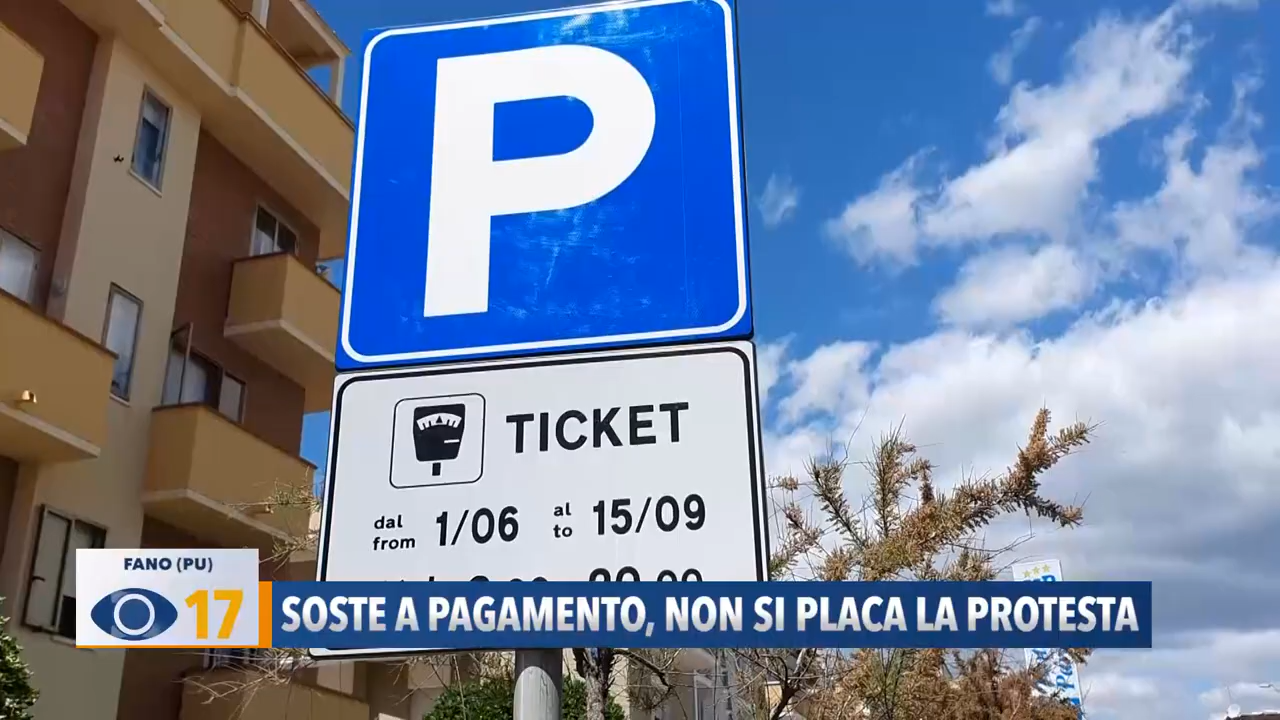 P
TICKET
dal 1/06 al 15/09
from to
FANO (PU)
17
SOSTE A PAGAMENTO, NON SI PLACA LA PROTESTA